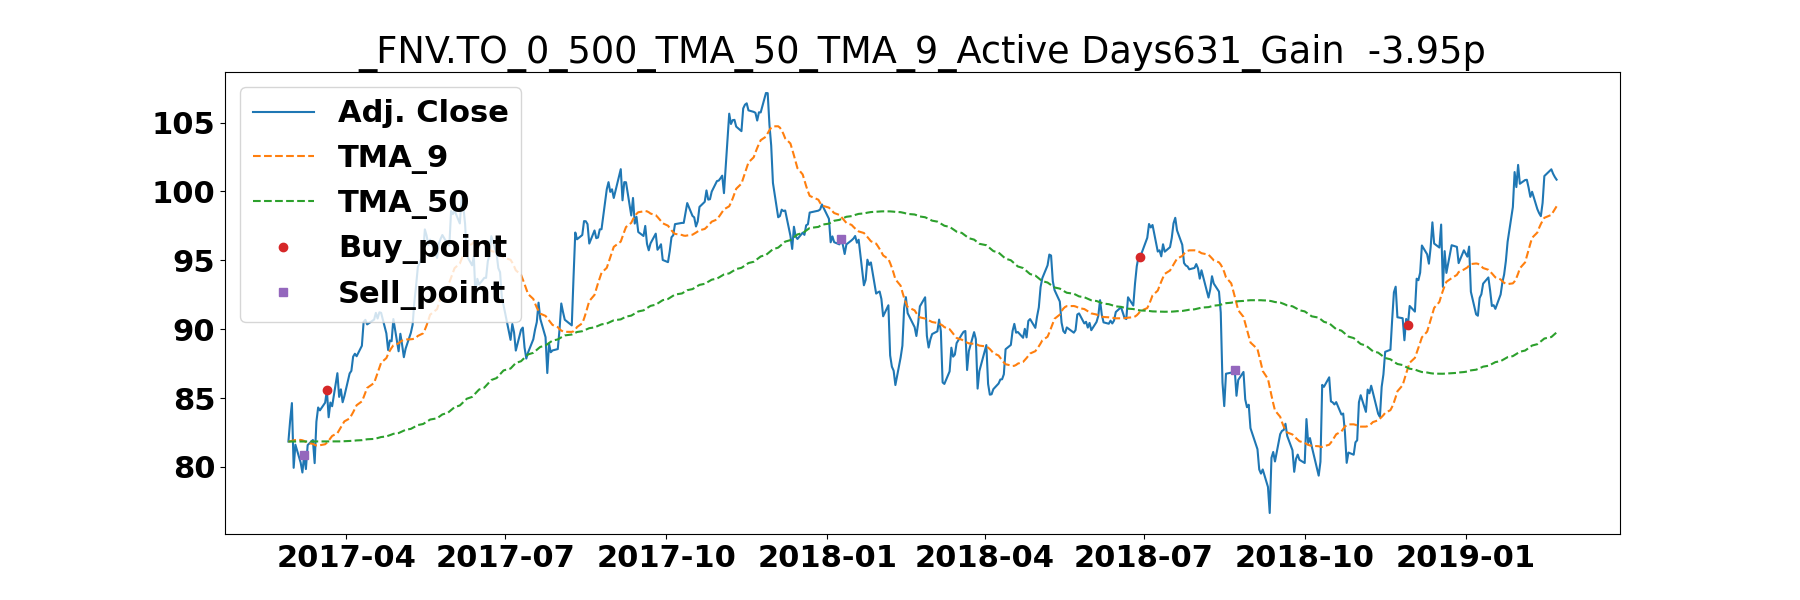 _FNV.TO_0_500_TMA_50_TMA_9_Active Days631_Gain  -3.95p
Adj. Close
TMA_9
TMA_50
Buy_point
Sell_point
105
100
95
90
85
80
2017-04 2017-07 2017-10 2018-01 2018-04 2018-07 2018-10 2019-01